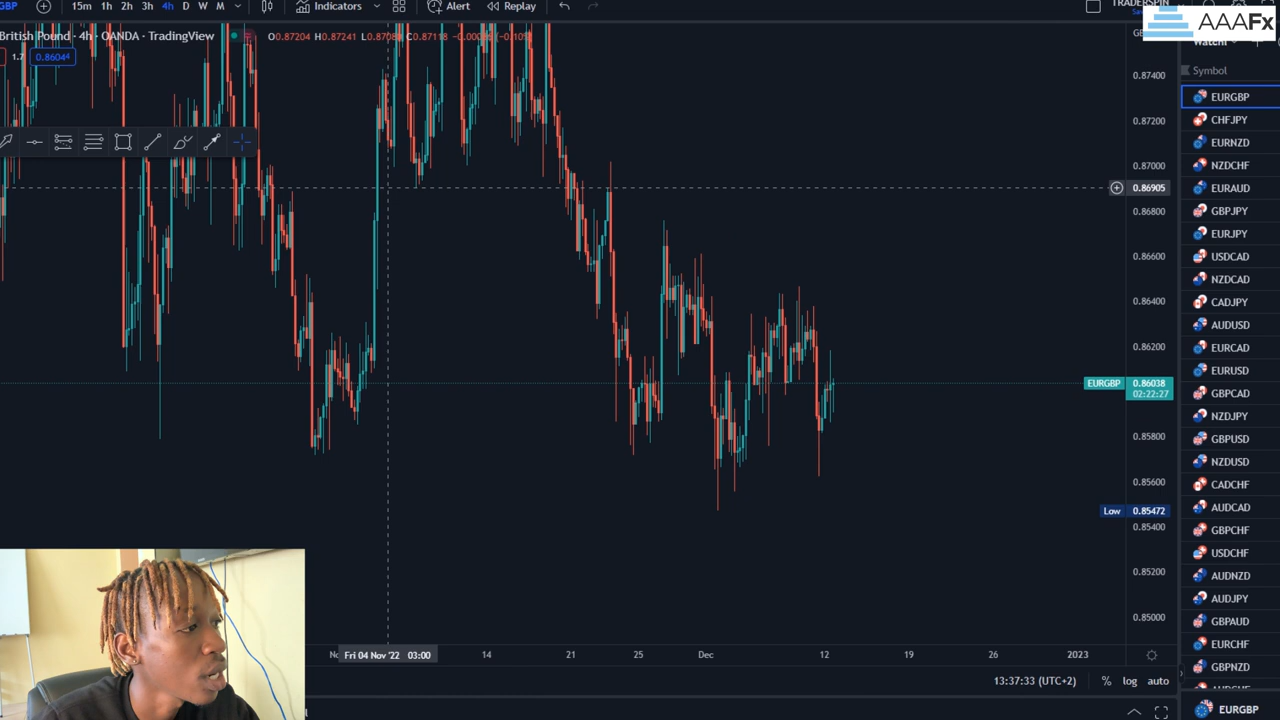 GBP 15m 1h 2h 3h 4h D W M Indicators Alert Replay
AAAFx
British Pound · 4h · OANDA · TradingView O0.87204 H0.87241 C0.87118
1.7 0.86044
Symbol
EURGBP
CHFJPY
EURNZD
NZDCHF
EURAUD
GBPJPY
EURJPY
USDCAD
NZDCAD
CADJPY
AUDUSD
EURCAD
EURUSD
GBPCAD
NZDJPY
GBPUSD
NZDUSD
CADCHF
AUDCAD
GBPCHF
USDCHF
AUDNZD
AUDJPY
GBPAUD
EURCHF
GBPNZD
EURGBP
0.87400
0.87200
0.87000
0.86905
0.86800
0.86600
0.86400
0.86200
EURGBP 0.86038
02:22:27
0.85800
0.85600
Low 0.85472
0.85400
0.85200
0.85000
Fri 04 Nov '22 03:00 14 21 25 Dec 12 19 26 2023
13:37:33 (UTC+2) % log auto